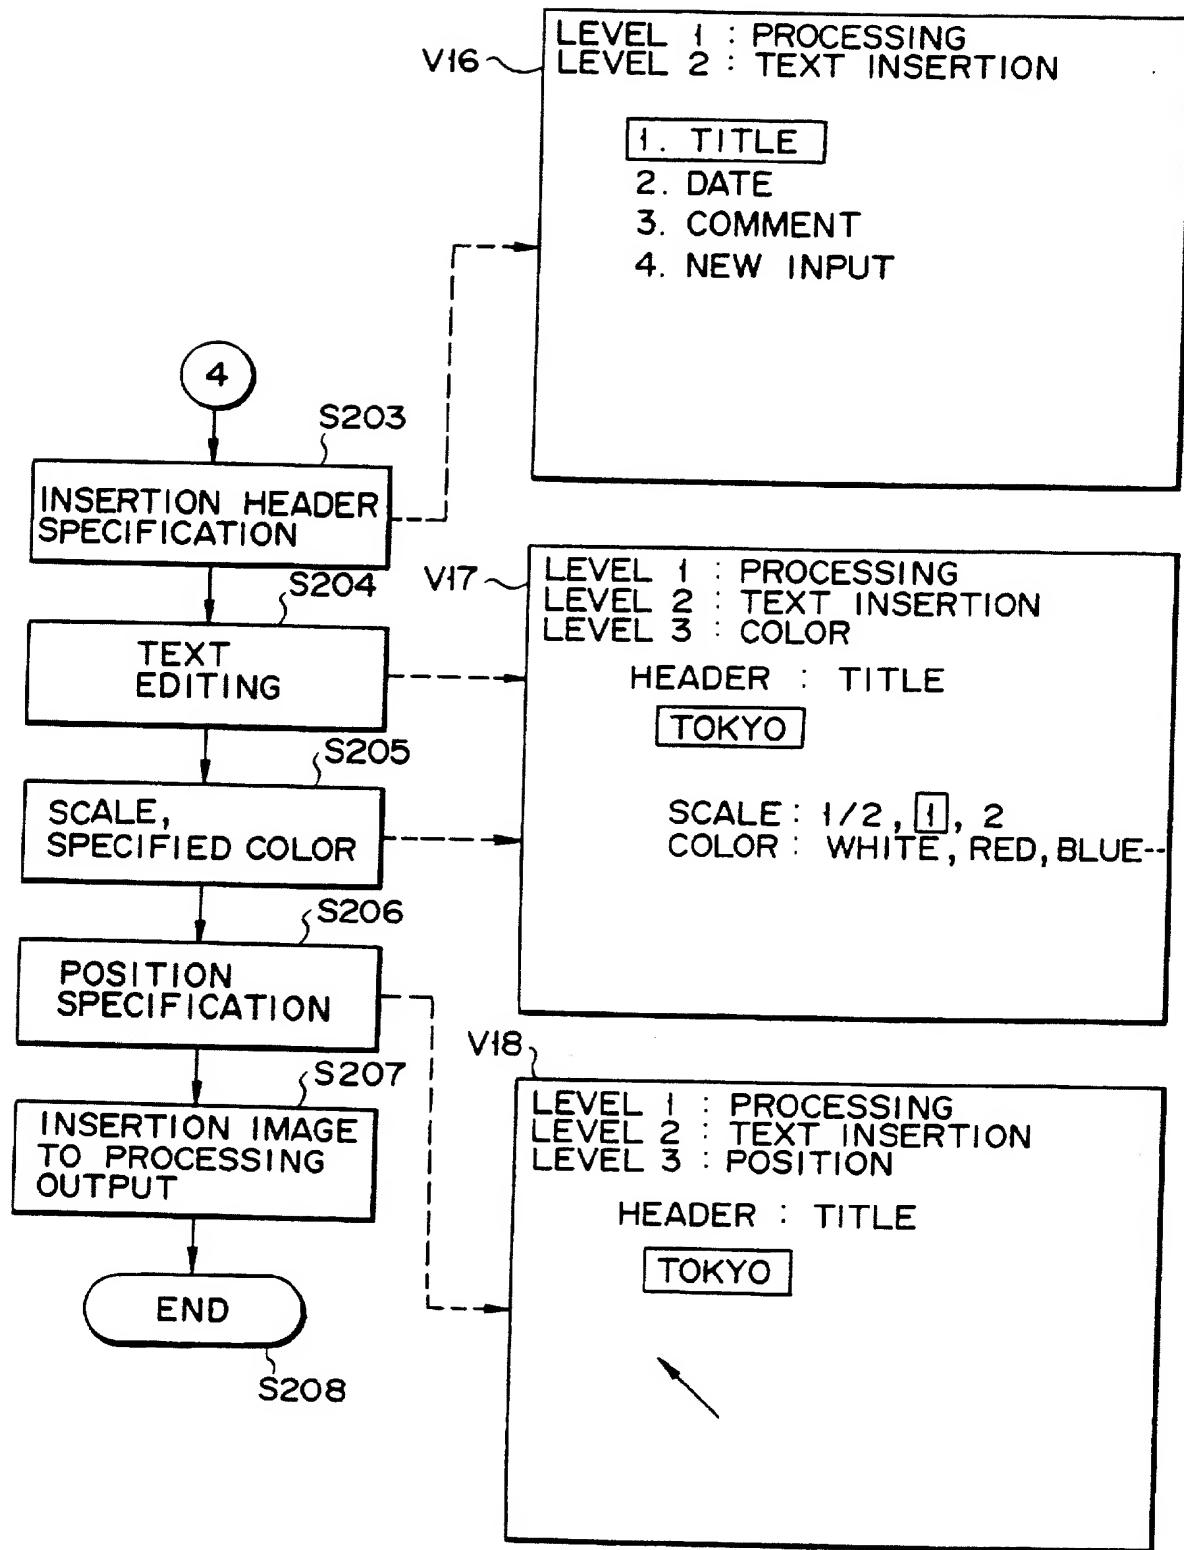 LEVEL 1 : PROCESSING
LEVEL 2 : TEXT INSERTION
V16
1. TITLE
2. DATE
3. COMMENT
4. NEW INPUT
4
S203
INSERTION HEADER
SPECIFICATION
S204
TEXT
EDITING
S205
SCALE,
SPECIFIED COLOR
S206
POSITION
SPECIFICATION
S207
INSERTION IMAGE
TO PROCESSING
OUTPUT
END
S208
V17
LEVEL 1 : PROCESSING
LEVEL 2 : TEXT INSERTION
LEVEL 3 : COLOR
HEADER : TITLE
TOKYO
SCALE : 1/2, 1, 2
COLOR : WHITE, RED, BLUE--
V18
LEVEL 1 : PROCESSING
LEVEL 2 : TEXT INSERTION
LEVEL 3 : POSITION
HEADER : TITLE
TOKYO